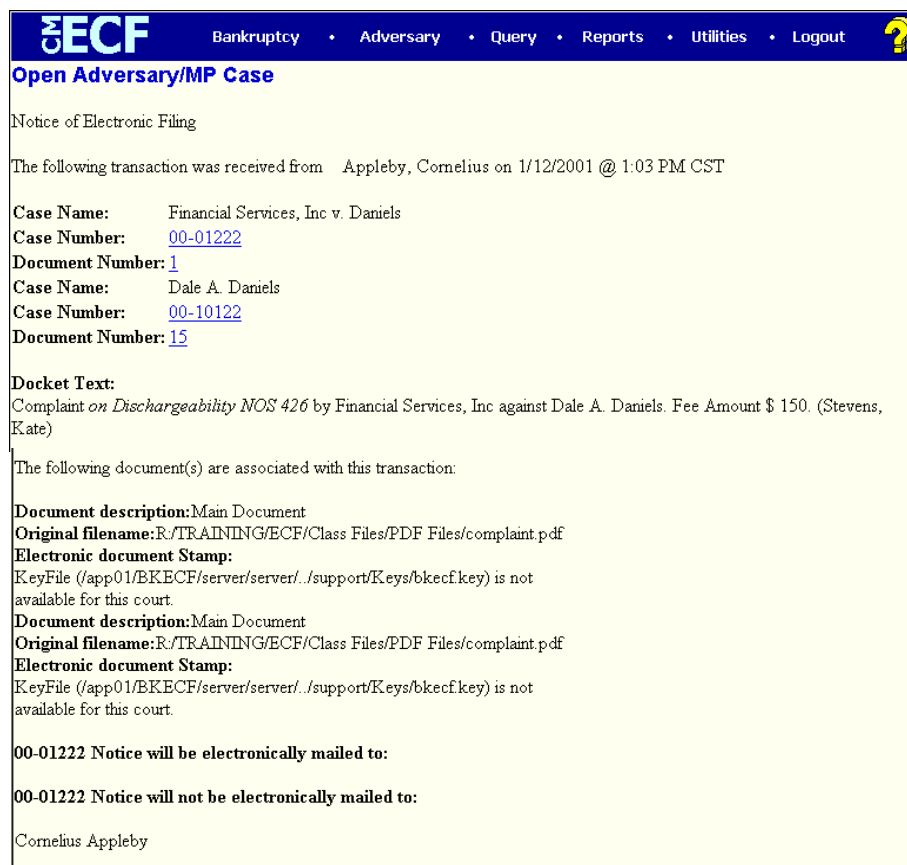 CM ECF Bankruptcy • Adversary • Query • Reports • Utilities • Logout ?
Open Adversary/MP Case
Notice of Electronic Filing
The following transaction was received from Appleby, Cornelius on 1/12/2001 @ 1:03 PM CST
Case Name: Financial Services, Inc v. Daniels
Case Number: 00-01222
Document Number: 1
Case Name: Dale A. Daniels
Case Number: 00-10122
Document Number: 15
Docket Text:
Complaint on Dischargeability NOS 426 by Financial Services, Inc against Dale A. Daniels. Fee Amount $ 150. (Stevens,
Kate)
The following document(s) are associated with this transaction:
Document description:Main Document
Original filename:R:/TRAINING/ECF/Class Files/PDF Files/complaint.pdf
Electronic document Stamp:
KeyFile (/app01/BKECF/server/server/../support/Keys/bkecf.key) is not
available for this court.
Document description:Main Document
Original filename:R:/TRAINING/ECF/Class Files/PDF Files/complaint.pdf
Electronic document Stamp:
KeyFile (/app01/BKECF/server/server/../support/Keys/bkecf.key) is not
available for this court.
00-01222 Notice will be electronically mailed to:
00-01222 Notice will not be electronically mailed to:
Cornelius Appleby